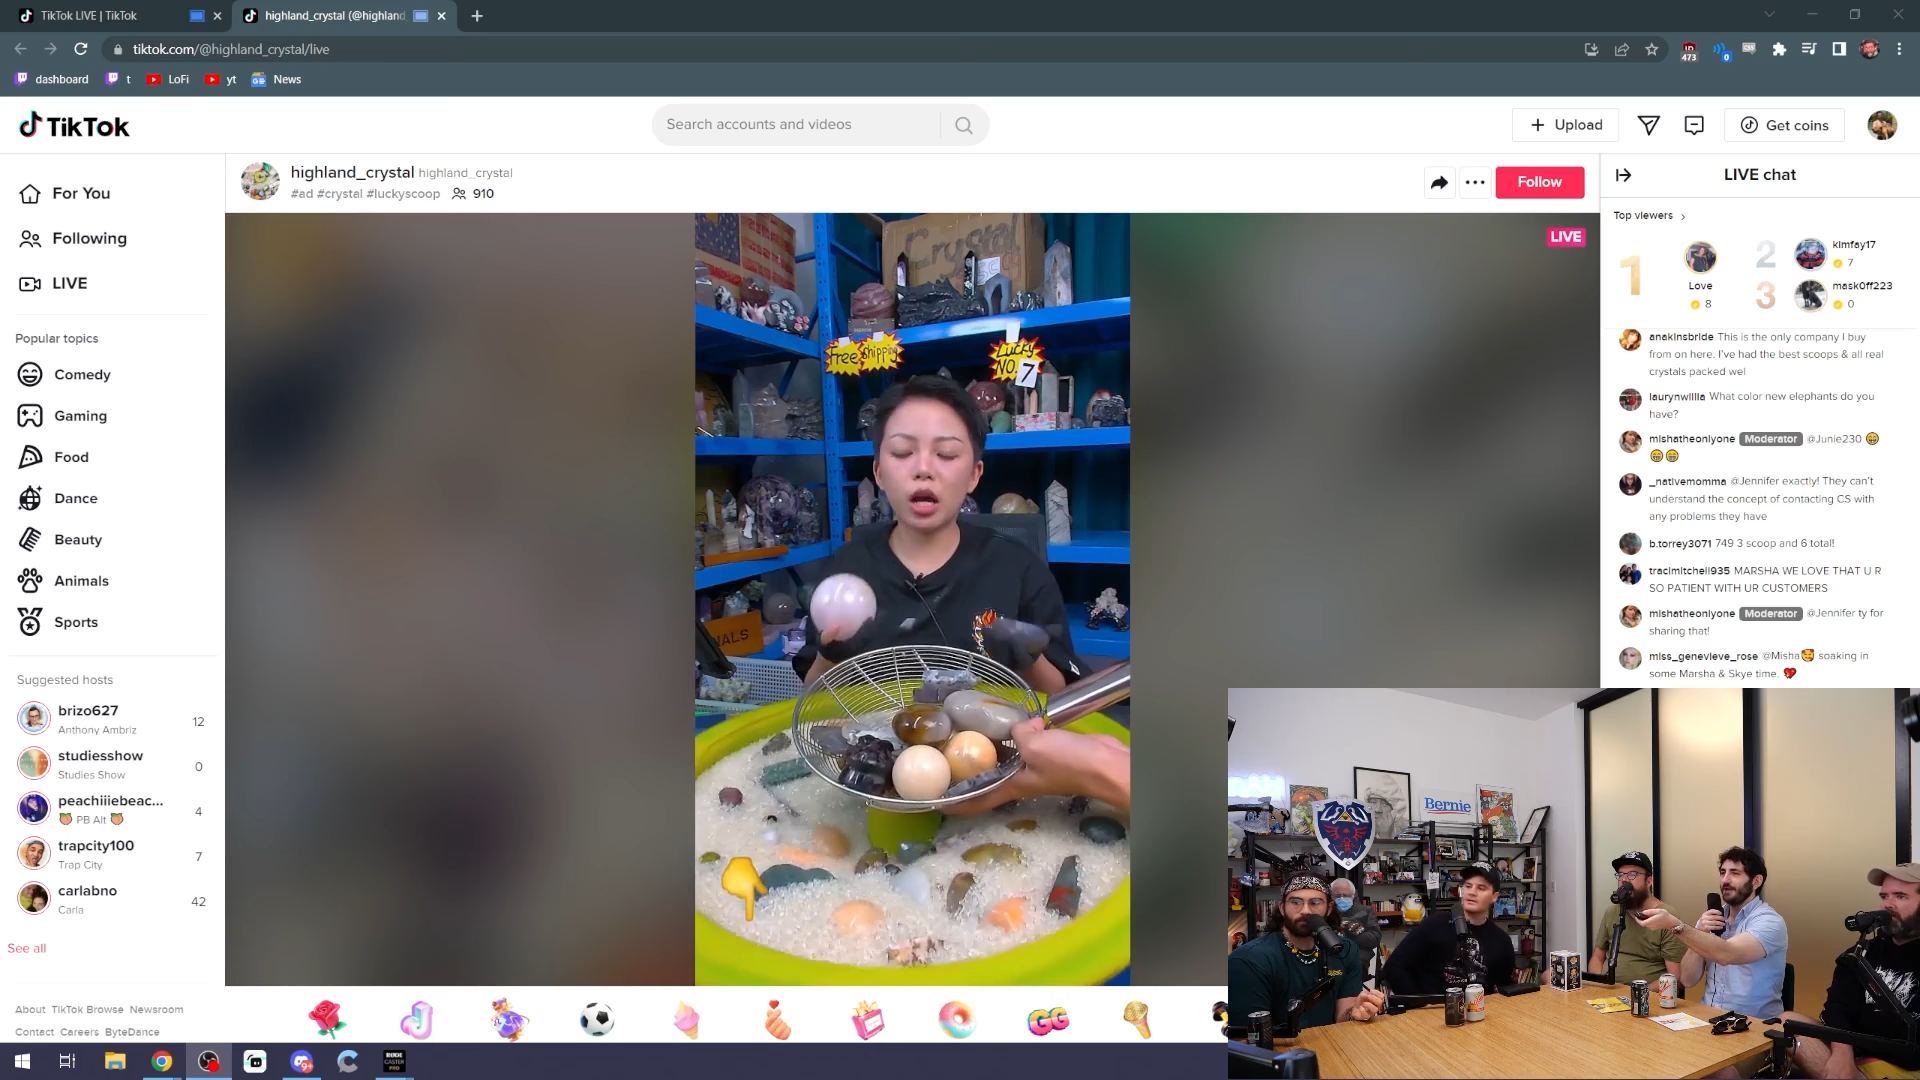 TikTok LIVE | TikTok
highland_crystal (@highland
tiktok.com/@highland_crystal/live
473
0
dashboard
t
LoFi
yt
News
TikTok
Search accounts and videos
Upload
Get coins
For You
Following
LIVE
Popular topics
Comedy
Gaming
Food
Dance
Beauty
Animals
Sports
Suggested hosts
brizo627
Anthony Ambriz
12
studiesshow
Studies Show
0
peachiiiebeac...
PB Alt
4
trapcity100
Trap City
7
carlabno
Carla
42
See all
About TikTok Browse Newsroom
Contact Careers ByteDance
highland_crystal highland_crystal
#ad #crystal #luckyscoop 910
Follow
LIVE
Crystal
Free Shipping
Lucky
NO. 7
GG
LIVE chat
Top viewers
1
Love
8
2
kimfay17
7
3
mask0ff223
0
anakinsbride This is the only company I buy
from on here. I've had the best scoops & all real
crystals packed wel
laurynwillia What color new elephants do you
have?
mishatheonlyone Moderator @Junie230 😁
😁😁
_nativemomma @Jennifer exactly! They can't
understand the concept of contacting CS with
any problems they have
b.torrey3071 749 3 scoop and 6 total!
tracimitchell935 MARSHA WE LOVE THAT U R
SO PATIENT WITH UR CUSTOMERS
mishatheonlyone Moderator @Jennifer ty for
sharing that!
miss_genevieve_rose @Misha🥰 soaking in
some Marsha & Skye time. 💖
Bernie
9+
RØDE
CASTER
PRO